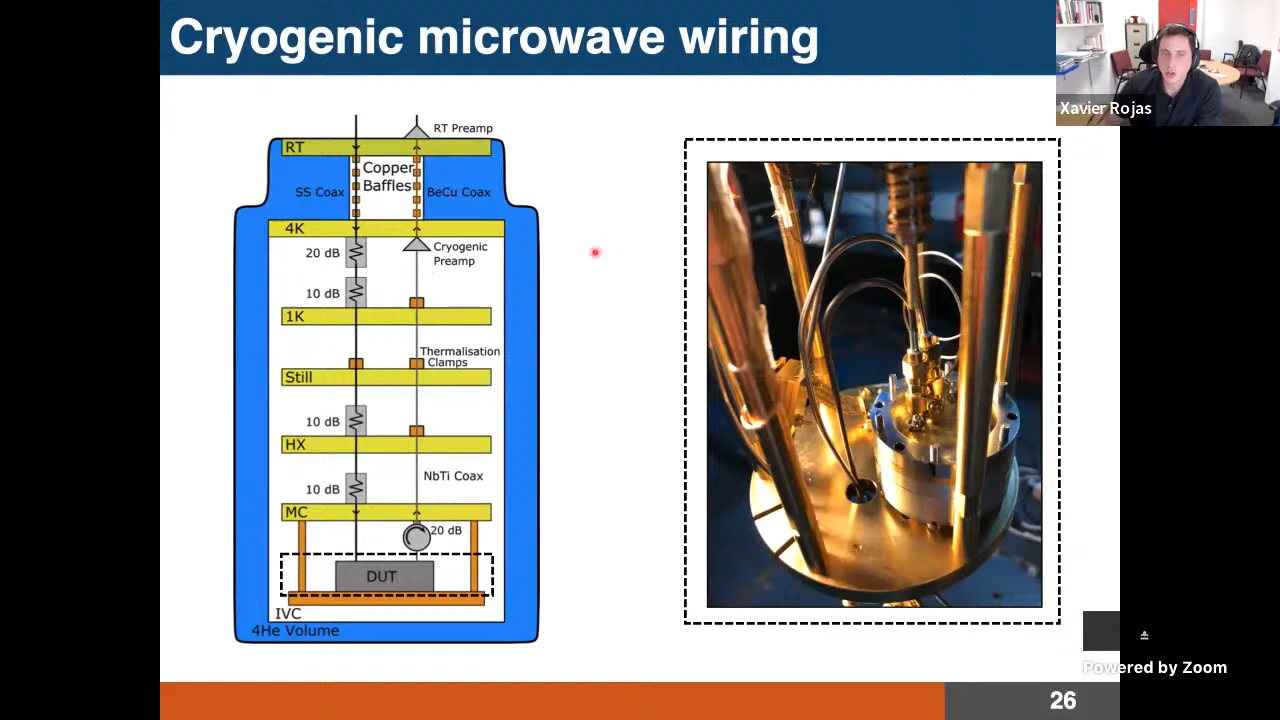 Cryogenic microwave wiring
Xavier Rojas
RT Preamp
RT
Copper
Baffles
SS Coax
BeCu Coax
4K
20 dB
Cryogenic
Preamp
10 dB
1K
Thermalisation
Clamps
Still
10 dB
HX
NbTi Coax
10 dB
MC
20 dB
DUT
IVC
4He Volume
Powered by Zoom
26